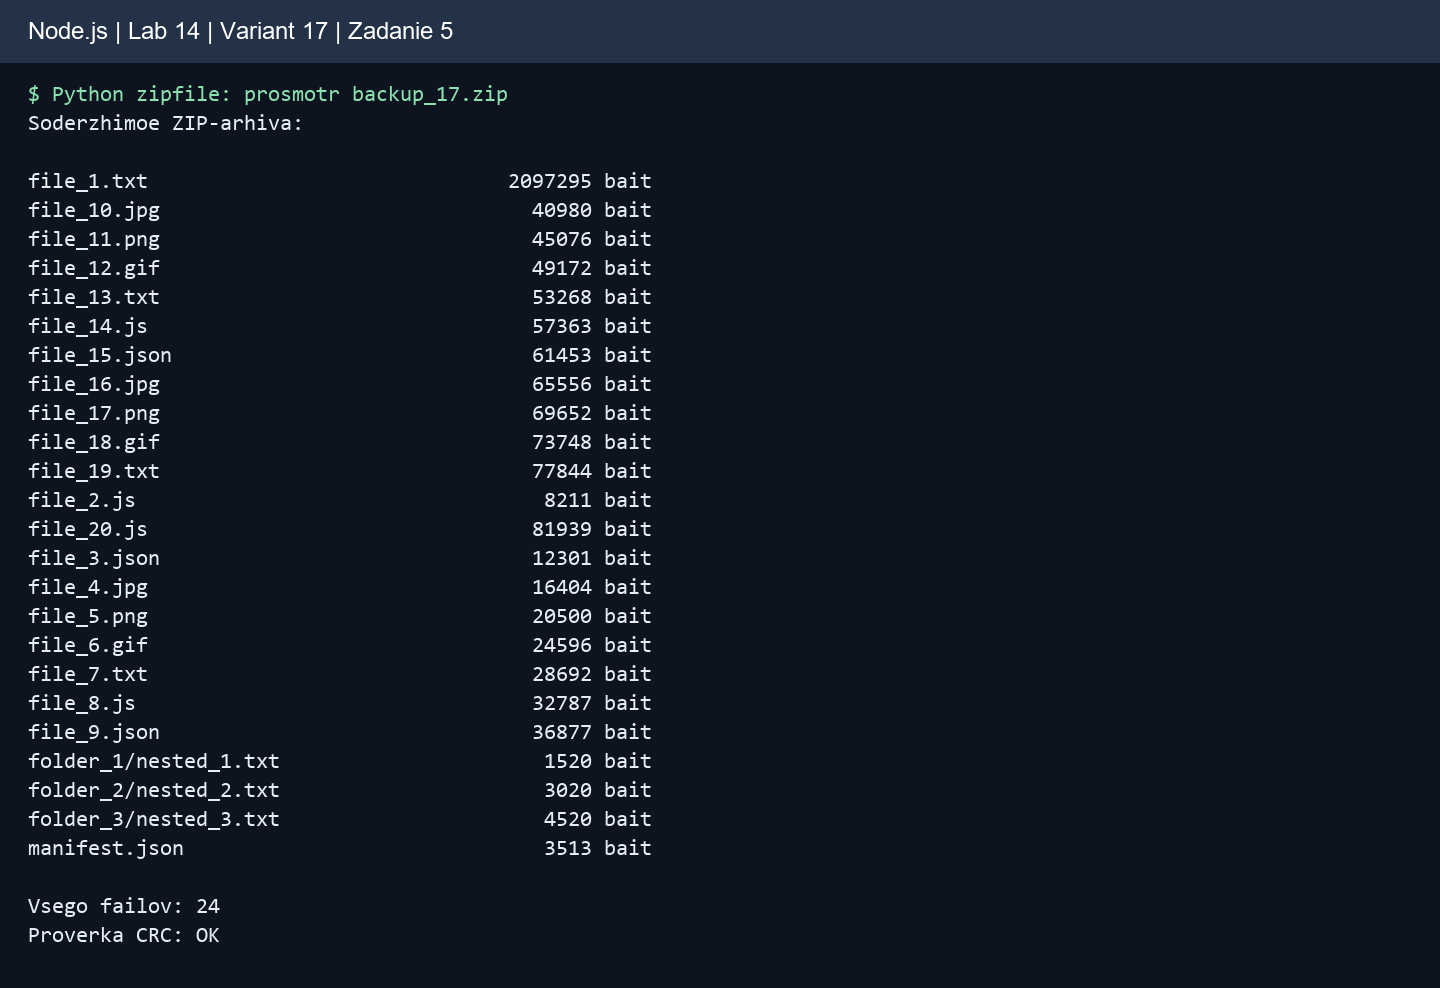 Node.js | Lab 14 | Variant 17 | Zadanie 5
$ Python zipfile: prosmotr backup_17.zip
Soderzhimoe ZIP-arhiva:
file_1.txt 2097295 bait
file_10.jpg 40980 bait
file_11.png 45076 bait
file_12.gif 49172 bait
file_13.txt 53268 bait
file_14.js 57363 bait
file_15.json 61453 bait
file_16.jpg 65556 bait
file_17.png 69652 bait
file_18.gif 73748 bait
file_19.txt 77844 bait
file_2.js 8211 bait
file_20.js 81939 bait
file_3.json 12301 bait
file_4.jpg 16404 bait
file_5.png 20500 bait
file_6.gif 24596 bait
file_7.txt 28692 bait
file_8.js 32787 bait
file_9.json 36877 bait
folder_1/nested_1.txt 1520 bait
folder_2/nested_2.txt 3020 bait
folder_3/nested_3.txt 4520 bait
manifest.json 3513 bait
Vsego failov: 24
Proverka CRC: OK